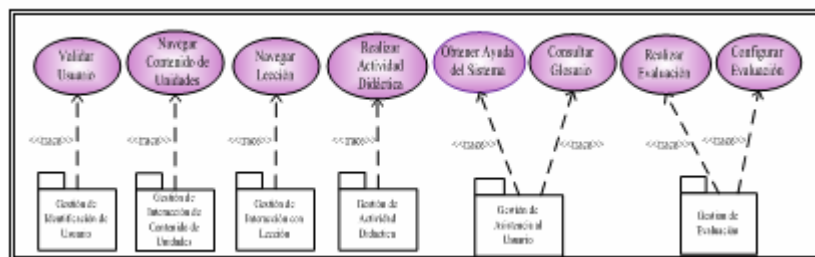 Validar
Usuario
Navegar
Contenido de
Unidades
Navegar
Lección
Realizar
Actividad
Didáctica
Obtener Ayuda
del Sistema
Consultar
Glosario
Realizar
Evaluación
Configurar
Evaluación
<<trace>>
<<trace>>
<<trace>>
<<trace>>
<<trace>>
<<trace>>
<<trace>>
<<trace>>
Gestión de
Identificación de
Usuario
Gestión de
Interacción de
Contenido de
Unidades
Gestión de
Interacción con
Lección
Gestión de
Actividad
Didáctica
Gestión de
Asistencia al
Usuario
Gestión de
Evaluación